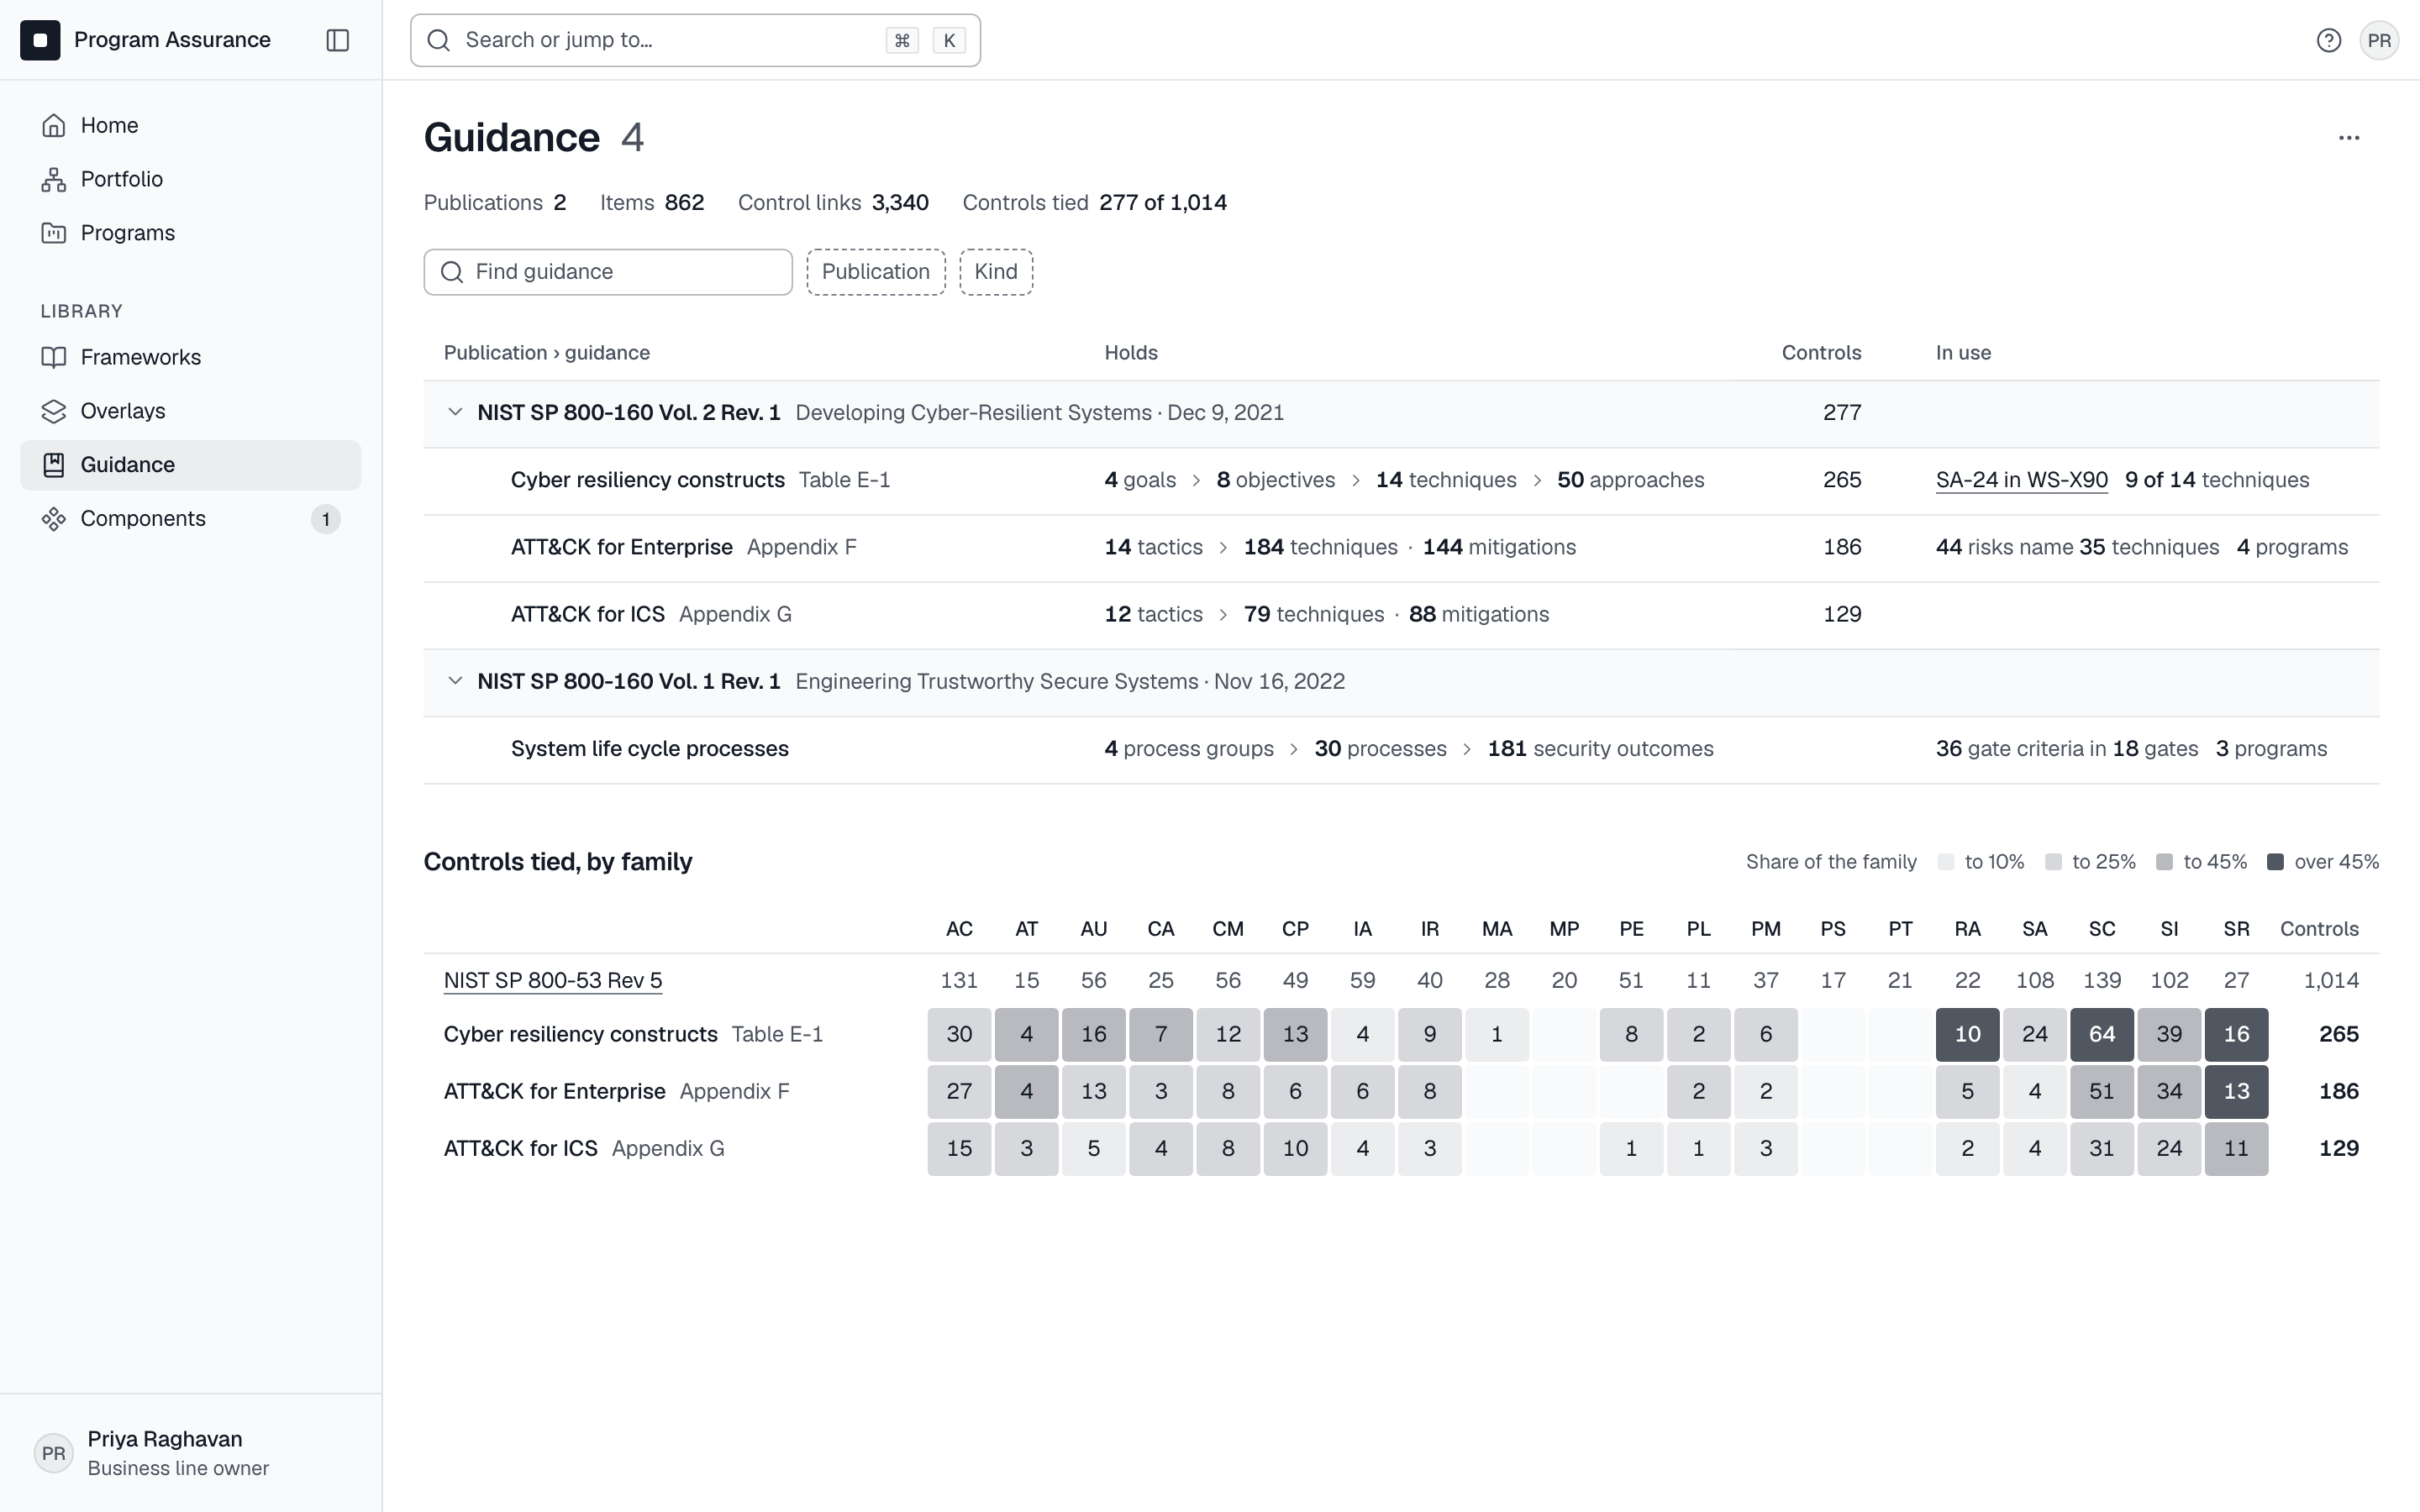 Program Assurance
Search or jump to...
⌘ K
PR
Home
Portfolio
Programs
LIBRARY
Frameworks
Overlays
Guidance
Components 1
Priya Raghavan
PR
Business line owner
Guidance 4
Publications 2 Items 862 Control links 3,340 Controls tied 277 of 1,014
Find guidance Publication Kind
Publication › guidance Holds Controls In use
NIST SP 800-160 Vol. 2 Rev. 1 Developing Cyber-Resilient Systems · Dec 9, 2021 277
Cyber resiliency constructs Table E-1 4 goals › 8 objectives › 14 techniques › 50 approaches 265 SA-24 in WS-X90 9 of 14 techniques
ATT&CK for Enterprise Appendix F 14 tactics › 184 techniques · 144 mitigations 186 44 risks name 35 techniques 4 programs
ATT&CK for ICS Appendix G 12 tactics › 79 techniques · 88 mitigations 129
NIST SP 800-160 Vol. 1 Rev. 1 Engineering Trustworthy Secure Systems · Nov 16, 2022
System life cycle processes 4 process groups › 30 processes › 181 security outcomes 36 gate criteria in 18 gates 3 programs
Controls tied, by family Share of the family to 10% to 25% to 45% over 45%
AC AT AU CA CM CP IA IR MA MP PE PL PM PS PT RA SA SC SI SR Controls
NIST SP 800-53 Rev 5 131 15 56 25 56 49 59 40 28 20 51 11 37 17 21 22 108 139 102 27 1,014
Cyber resiliency constructs Table E-1 30 4 16 7 12 13 4 9 1 8 2 6 10 24 64 39 16 265
ATT&CK for Enterprise Appendix F 27 4 13 3 8 6 6 8 2 2 5 4 51 34 13 186
ATT&CK for ICS Appendix G 15 3 5 4 8 10 4 3 1 1 3 2 4 31 24 11 129